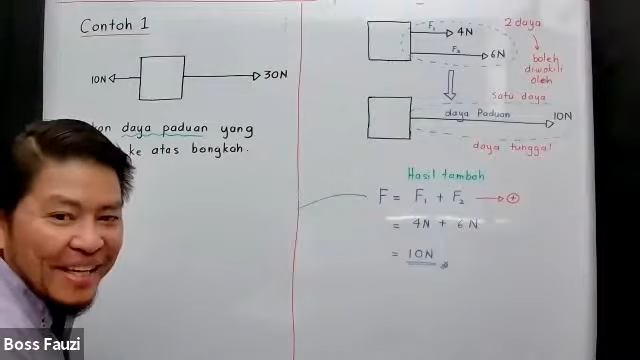 Contoh 1
10N
30N
daya paduan yang
ke atas bongkah.
F₁
4N
F₂
6N
2 daya
boleh
diwakili
oleh
satu daya
daya Paduan
10N
daya tunggal
Hasil tambah
F = F₁ + F₂ → +
= 4N + 6N
= 10N
Boss Fauzi